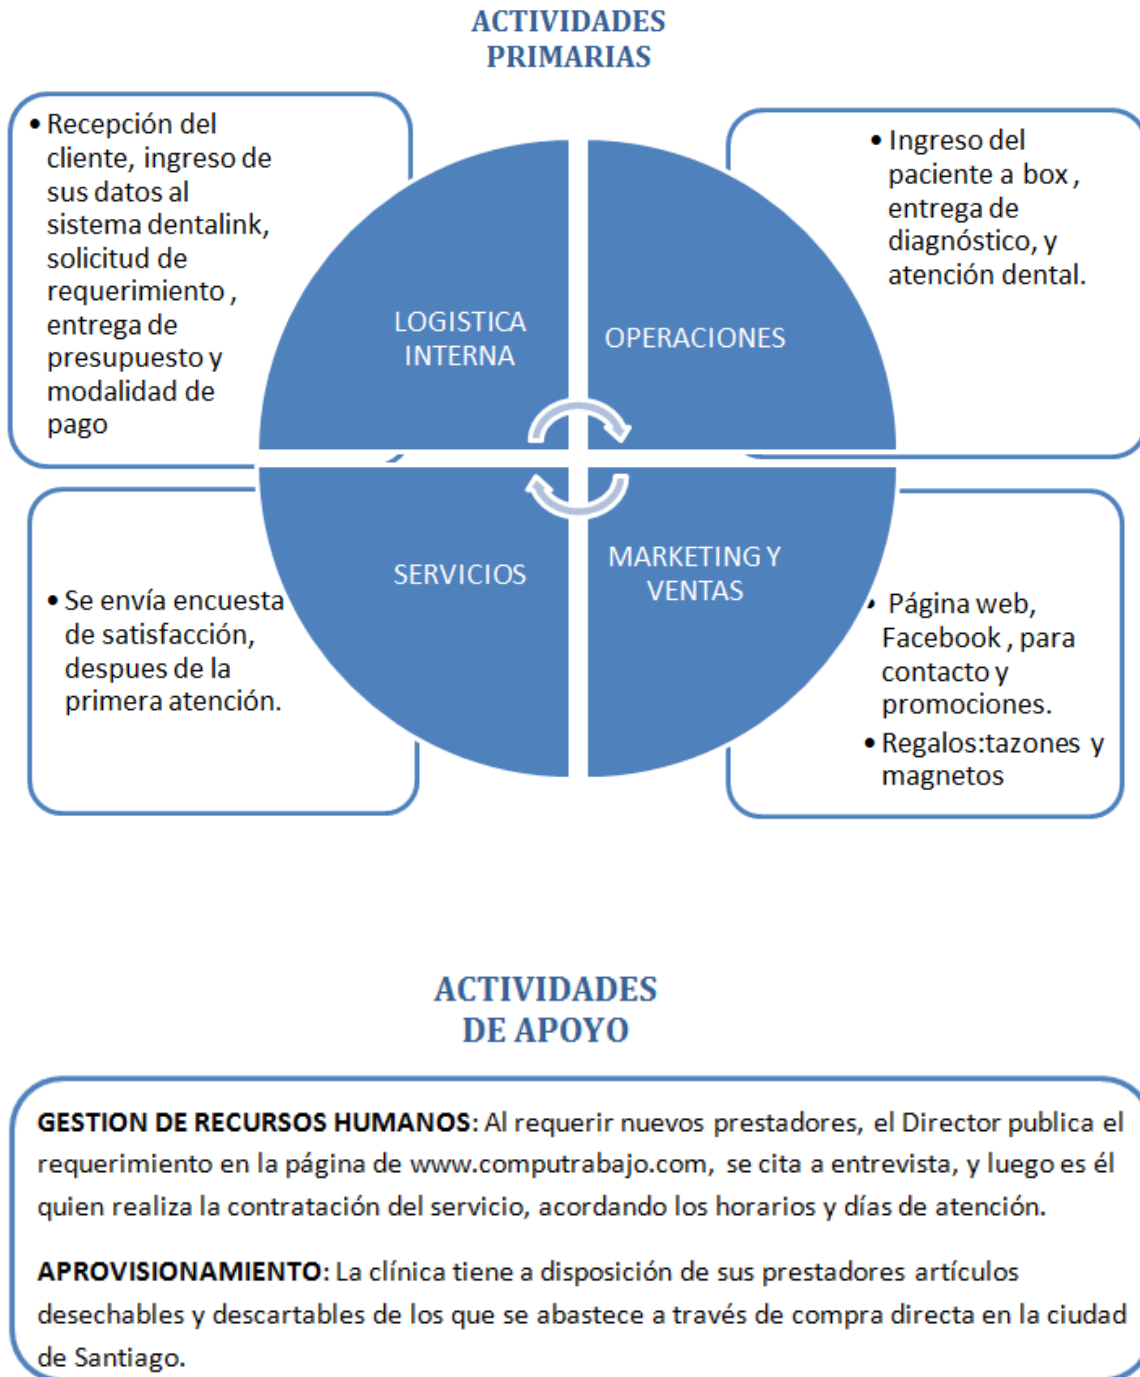 ACTIVIDADES
PRIMARIAS
• Recepción del
cliente, ingreso de
sus datos al
sistema dentalink,
solicitud de
requerimiento ,
entrega de
presupuesto y
modalidad de
pago
LOGISTICA
INTERNA
OPERACIONES
• Ingreso del
paciente a box ,
entrega de
diagnóstico, y
atención dental.
• Se envía encuesta
de satisfacción,
despues de la
primera atención.
SERVICIOS
MARKETING Y
VENTAS
• Página web,
Facebook , para
contacto y
promociones.
• Regalos:tazones y
magnetos
ACTIVIDADES
DE APOYO
GESTION DE RECURSOS HUMANOS: Al requerir nuevos prestadores, el Director publica el
requerimiento en la página de www.computrabajo.com, se cita a entrevista, y luego es él
quien realiza la contratación del servicio, acordando los horarios y días de atención.
APROVISIONAMIENTO: La clínica tiene a disposición de sus prestadores artículos
desechables y descartables de los que se abastece a través de compra directa en la ciudad
de Santiago.